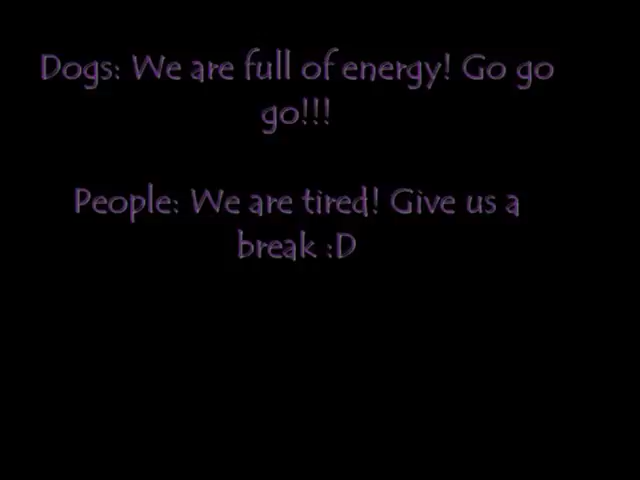 Dogs: We are full of energy! Go go
go!!!
People: We are tired! Give us a
break :D